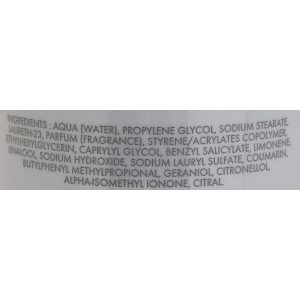 INGREDIENTS : AQUA (WATER), PROPYLENE GLYCOL, SODIUM STEARATE,
LAURETH-23, PARFUM (FRAGRANCE), STYRENE/ACRYLATES COPOLYMER,
ETHYLHEXYLGLYCERIN, CAPRYLYL GLYCOL, BENZYL SALICYLATE, LIMONENE,
LINALOOL, SODIUM HYDROXIDE, SODIUM LAURYL SULFATE, COUMARIN,
BUTYLPHENYL METHYLPROPIONAL, GERANIOL, CITRONELLOL
ALPHA-ISOMETHYL IONONE, CITRAL.